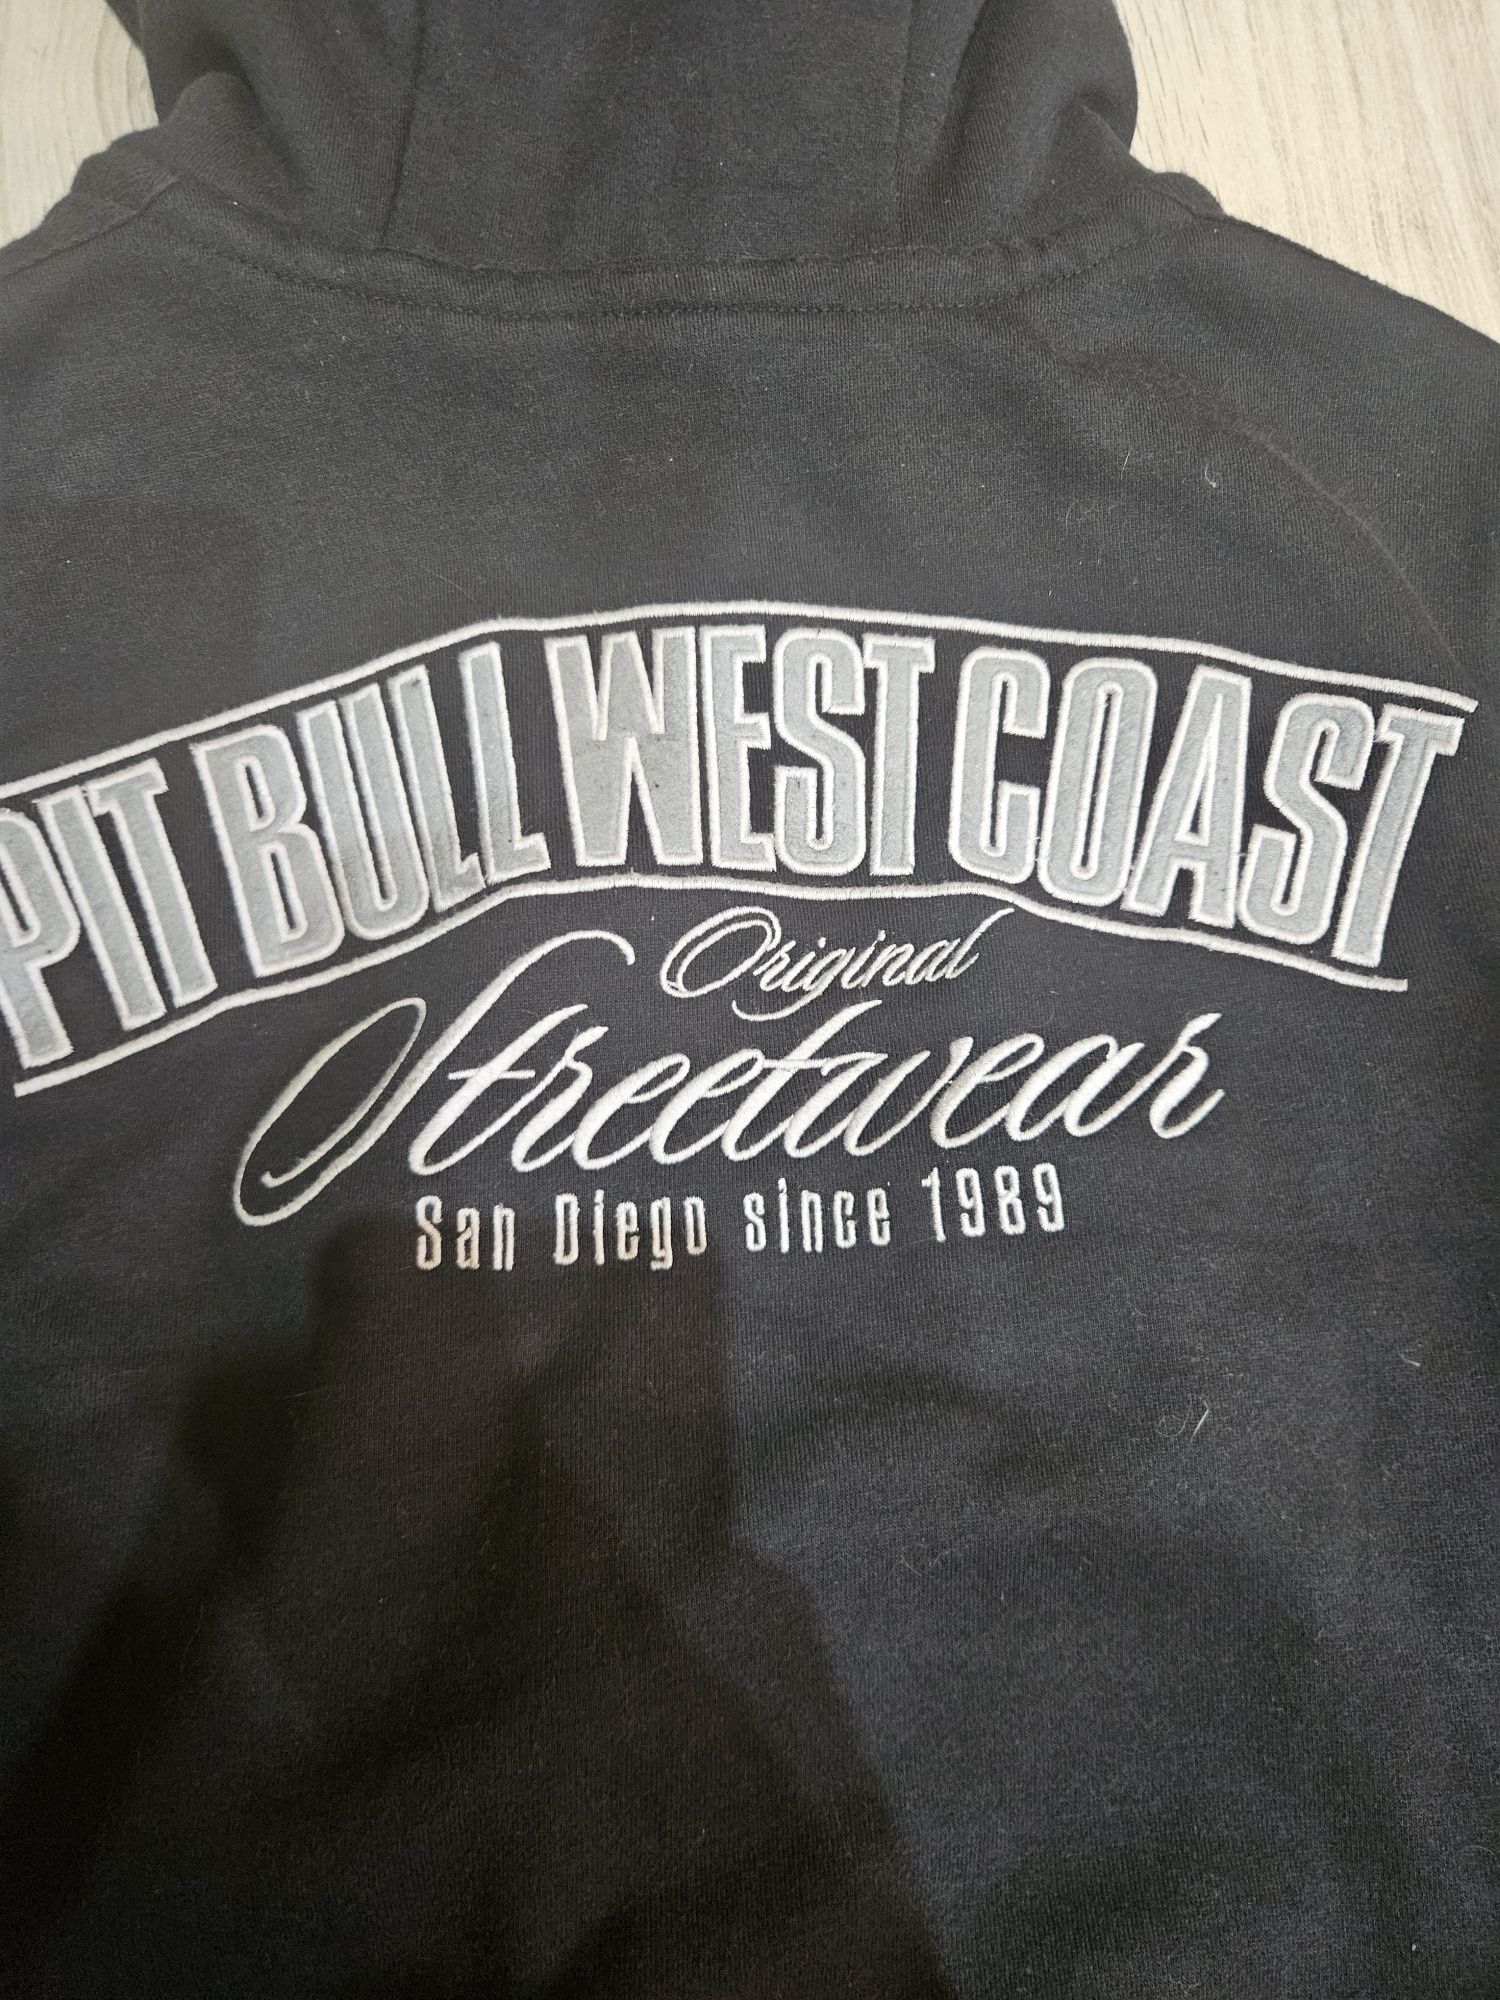 PIT BULL WEST COAST
Original
Streetwear
San Diego since 1989